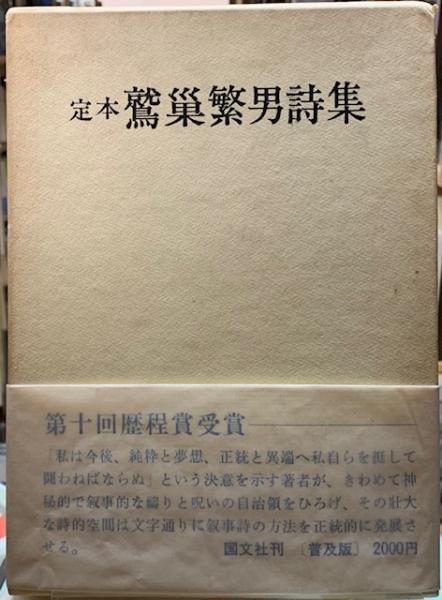 定本 鷲巣繁男詩集
第十回歴程賞受賞
「私は今後、純粋と夢想、正統と異端へ私自らを挺して
闘わねばならぬ」という決意を示す著者が、きわめて神
秘的で叙事的な禱りと呪いの自治領をひろげ、その壮大
な詩的空間は文字通りに叙事詩の方法を正統的に発展さ
せる。
国文社刊 〔普及版〕 2000円